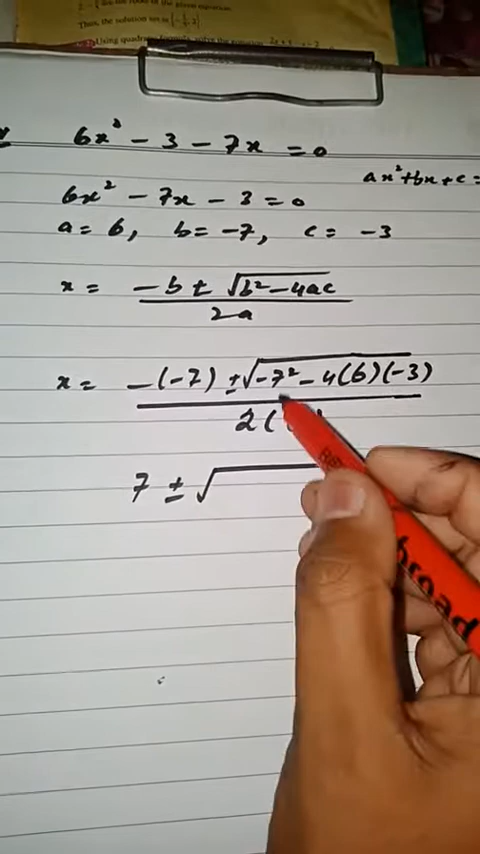 Thus, the solution set is
Using quadratic formula, solve the equation
6x² - 3 - 7x = 0
ax² + bx + c =
6x² - 7x - 3 = 0
a = 6, b = -7, c = -3
x = -b ± √b² - 4ac / 2a
x = -(-7) ± √-7² - 4(6)(-3) / 2(
7 ± √
broad